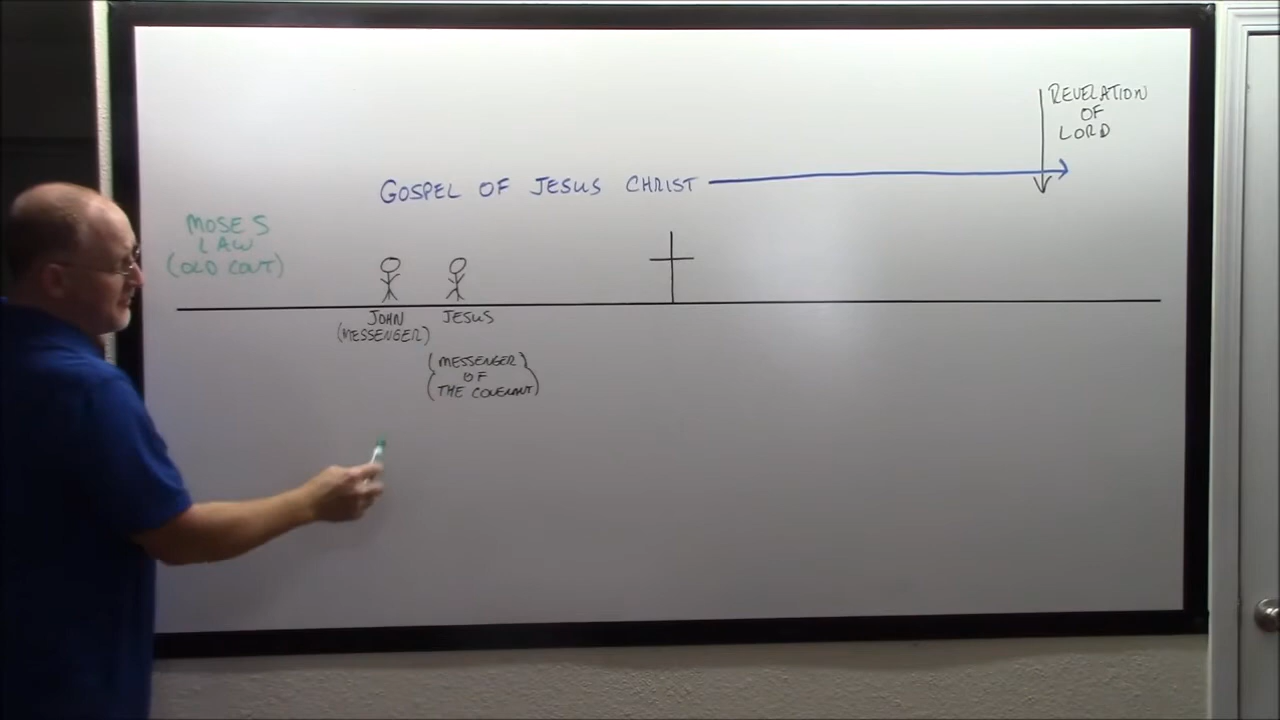 REVELATION
OF
LORD
GOSPEL OF JESUS CHRIST
MOSES
LAW
(OLD COVT)
JOHN
(MESSENGER)
JESUS
(MESSENGER)
OF
(THE COVENANT)